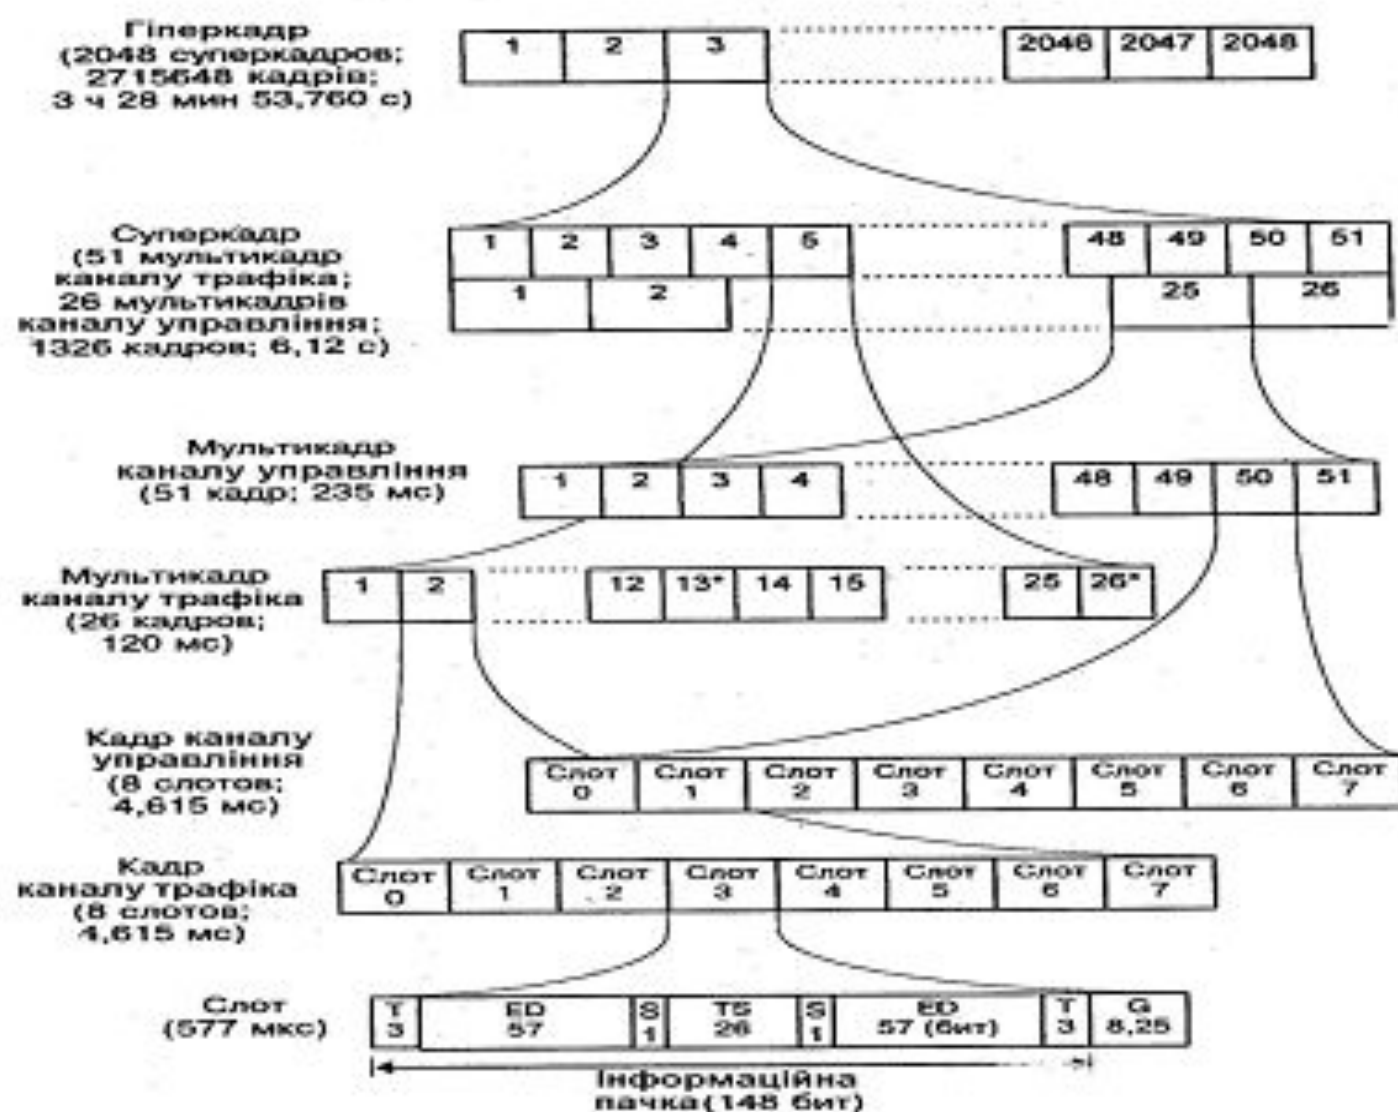 Гіперкадр
(2048 суперкадров;
2715648 кадрів;
3 ч 28 мин 53,760 с)
1 2 3 2046 2047 2048
Суперкадр
(51 мультикадр
каналу трафіка;
26 мультикадрів
каналу управління;
1326 кадров; 6,12 с)
1 2 3 4 5 48 49 50 51
1 2 25 26
Мультикадр
каналу управління
(51 кадр; 235 мс)
1 2 3 4 48 49 50 51
Мультикадр
каналу трафіка
(26 кадров;
120 мс)
1 2 12 13* 14 15 25 26*
Кадр каналу
управління
(8 слотов;
4,615 мс)
Слот Слот Слот Слот Слот Слот Слот Слот
0 1 2 3 4 5 6 7
Кадр
каналу трафіка
(8 слотов;
4,615 мс)
Слот Слот Слот Слот Слот Слот Слот Слот
0 1 2 3 4 5 6 7
Слот
(577 мкс)
T ED S TS S ED T G
3 57 1 26 1 57 (бит) 3 8,25
Інформаційна
пачка (148 бит)